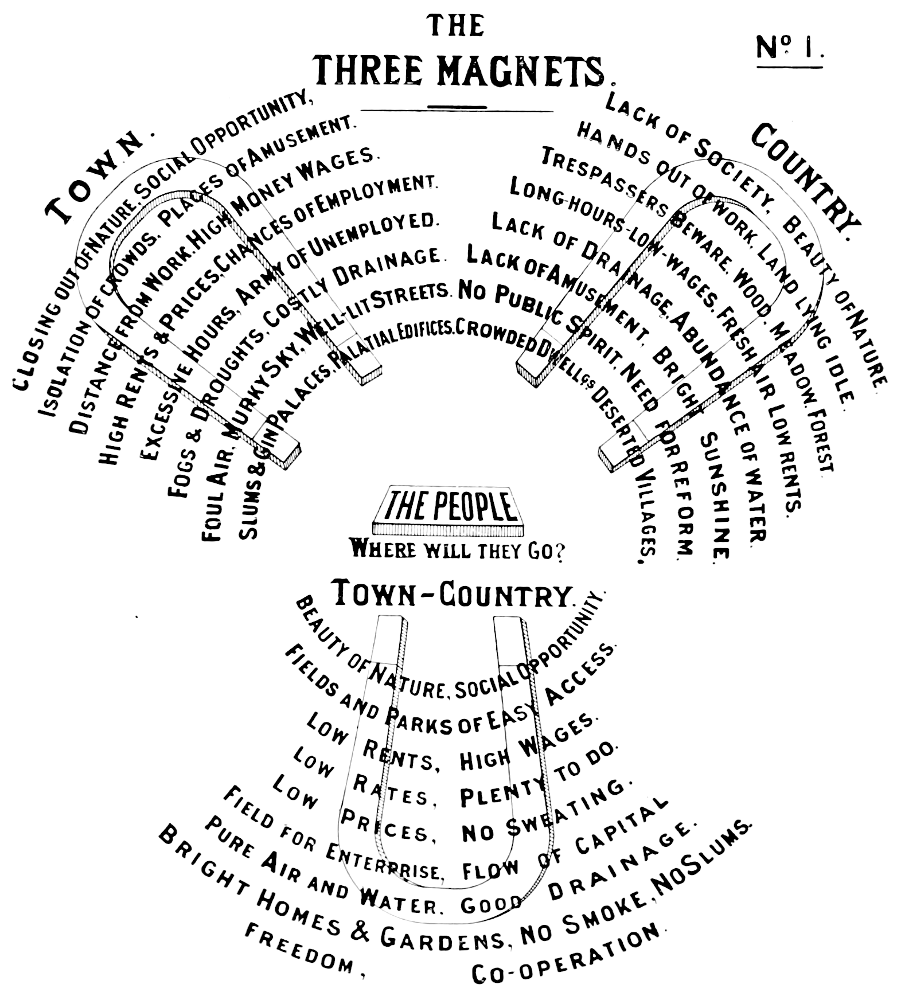 THE
THREE MAGNETS.
Nº 1.
TOWN.
CLOSING OUT OF NATURE. SOCIAL OPPORTUNITY,
ISOLATION OF CROWDS. PLACES OF AMUSEMENT.
DISTANCE FROM WORK. HIGH MONEY WAGES.
HIGH RENTS & PRICES. CHANCES OF EMPLOYMENT.
EXCESSIVE HOURS. ARMY OF UNEMPLOYED.
FOGS & DROUGHTS. COSTLY DRAINAGE.
FOUL AIR. MURKY SKY. WELL-LIT STREETS.
SLUMS & GIN PALACES. PALATIAL EDIFICES.
COUNTRY.
LACK OF SOCIETY. BEAUTY OF NATURE.
HANDS OUT OF WORK. LAND LYING IDLE.
TRESPASSERS BEWARE. WOOD. MEADOW. FOREST.
LONG-HOURS-LOW-WAGES. FRESH AIR LOW RENTS.
LACK OF DRAINAGE. ABUNDANCE OF WATER.
LACK OF AMUSEMENT. BRIGHT SUNSHINE.
NO PUBLIC SPIRIT. NEED FOR REFORM.
CROWDED DWELLGS DESERTED VILLAGES,
THE PEOPLE
WHERE WILL THEY GO?
TOWN-COUNTRY.
BEAUTY OF NATURE, SOCIAL OPPORTUNITY.
FIELDS AND PARKS OF EASY ACCESS.
LOW RENTS, HIGH WAGES.
LOW RATES, PLENTY TO DO.
LOW PRICES, NO SWEATING.
FIELD FOR ENTERPRISE, FLOW OF CAPITAL
PURE AIR AND WATER. GOOD DRAINAGE.
BRIGHT HOMES & GARDENS, NO SMOKE, NO SLUMS.
FREEDOM, CO-OPERATION.